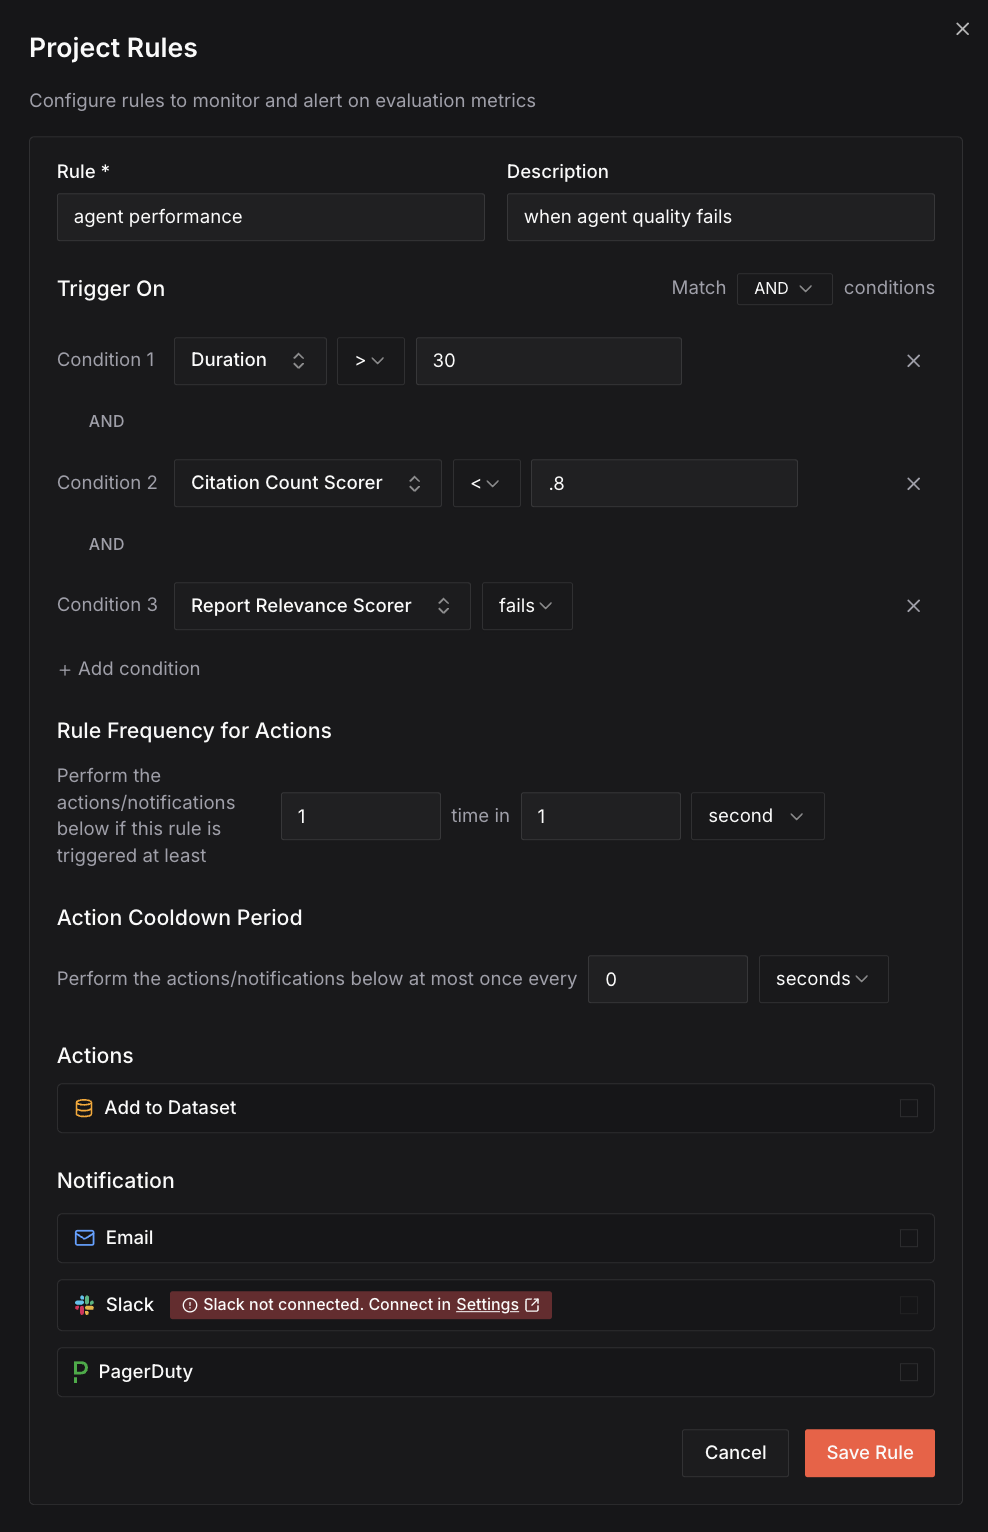 Project Rules
Configure rules to monitor and alert on evaluation metrics
Rule * Description
agent performance when agent quality fails
Trigger On Match AND conditions
Condition 1 Duration > 30
AND
Condition 2 Citation Count Scorer < .8
AND
Condition 3 Report Relevance Scorer fails
+ Add condition
Rule Frequency for Actions
Perform the
actions/notifications
below if this rule is
triggered at least
1 time in 1 second
Action Cooldown Period
Perform the actions/notifications below at most once every 0 seconds
Actions
Add to Dataset
Notification
Email
Slack Slack not connected. Connect in Settings
PagerDuty
Cancel Save Rule